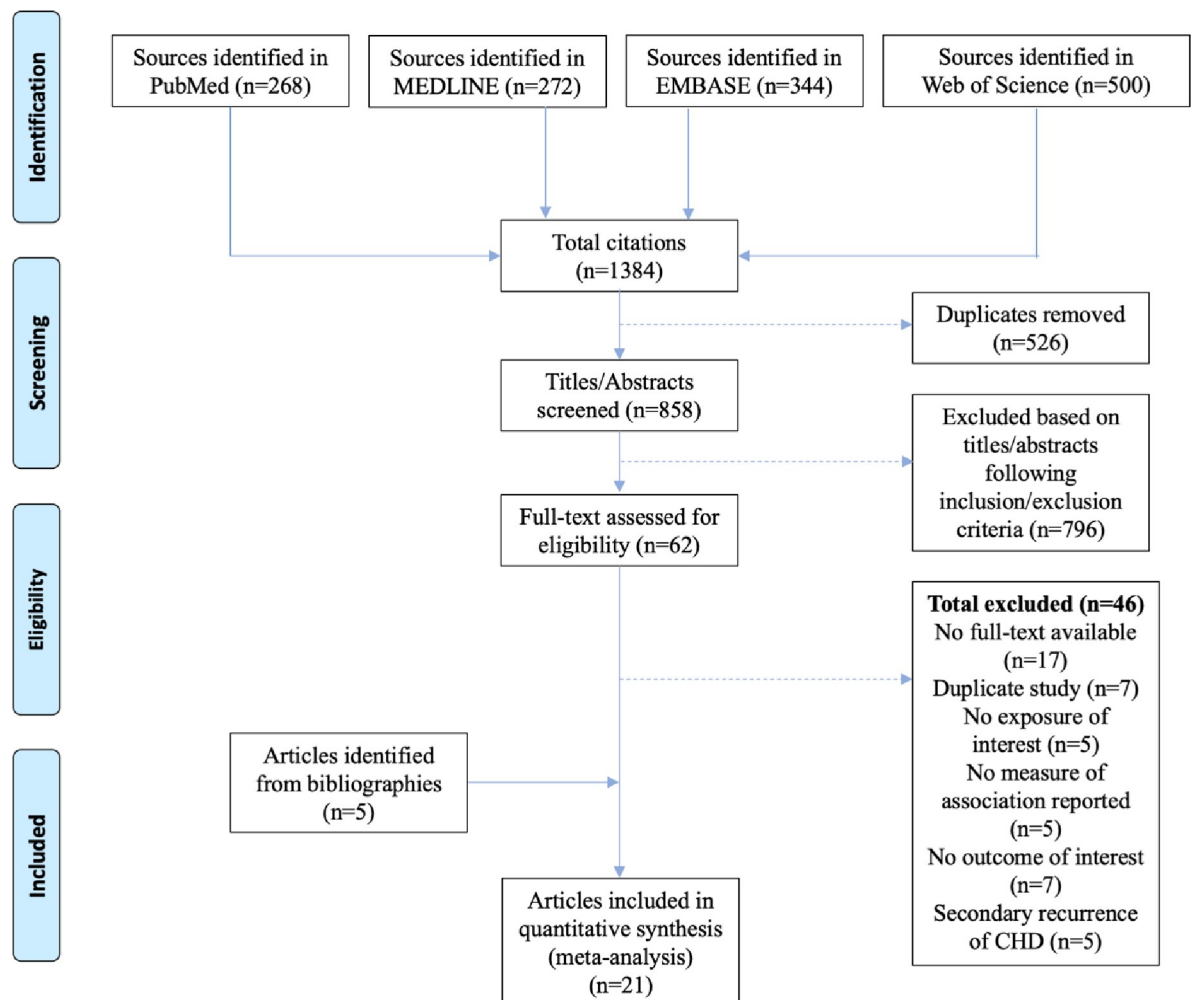 Identification
Sources identified in
PubMed (n=268)
Sources identified in
MEDLINE (n=272)
Sources identified in
EMBASE (n=344)
Sources identified in
Web of Science (n=500)
Total citations
(n=1384)
Screening
Duplicates removed
(n=526)
Titles/Abstracts
screened (n=858)
Excluded based on
titles/abstracts
following
inclusion/exclusion
criteria (n=796)
Eligibility
Full-text assessed for
eligibility (n=62)
Total excluded (n=46)
No full-text available
(n=17)
Duplicate study (n=7)
No exposure of
interest (n=5)
No measure of
association reported
(n=5)
No outcome of interest
(n=7)
Secondary recurrence
of CHD (n=5)
Articles identified
from bibliographies
(n=5)
Included
Articles included in
quantitative synthesis
(meta-analysis)
(n=21)